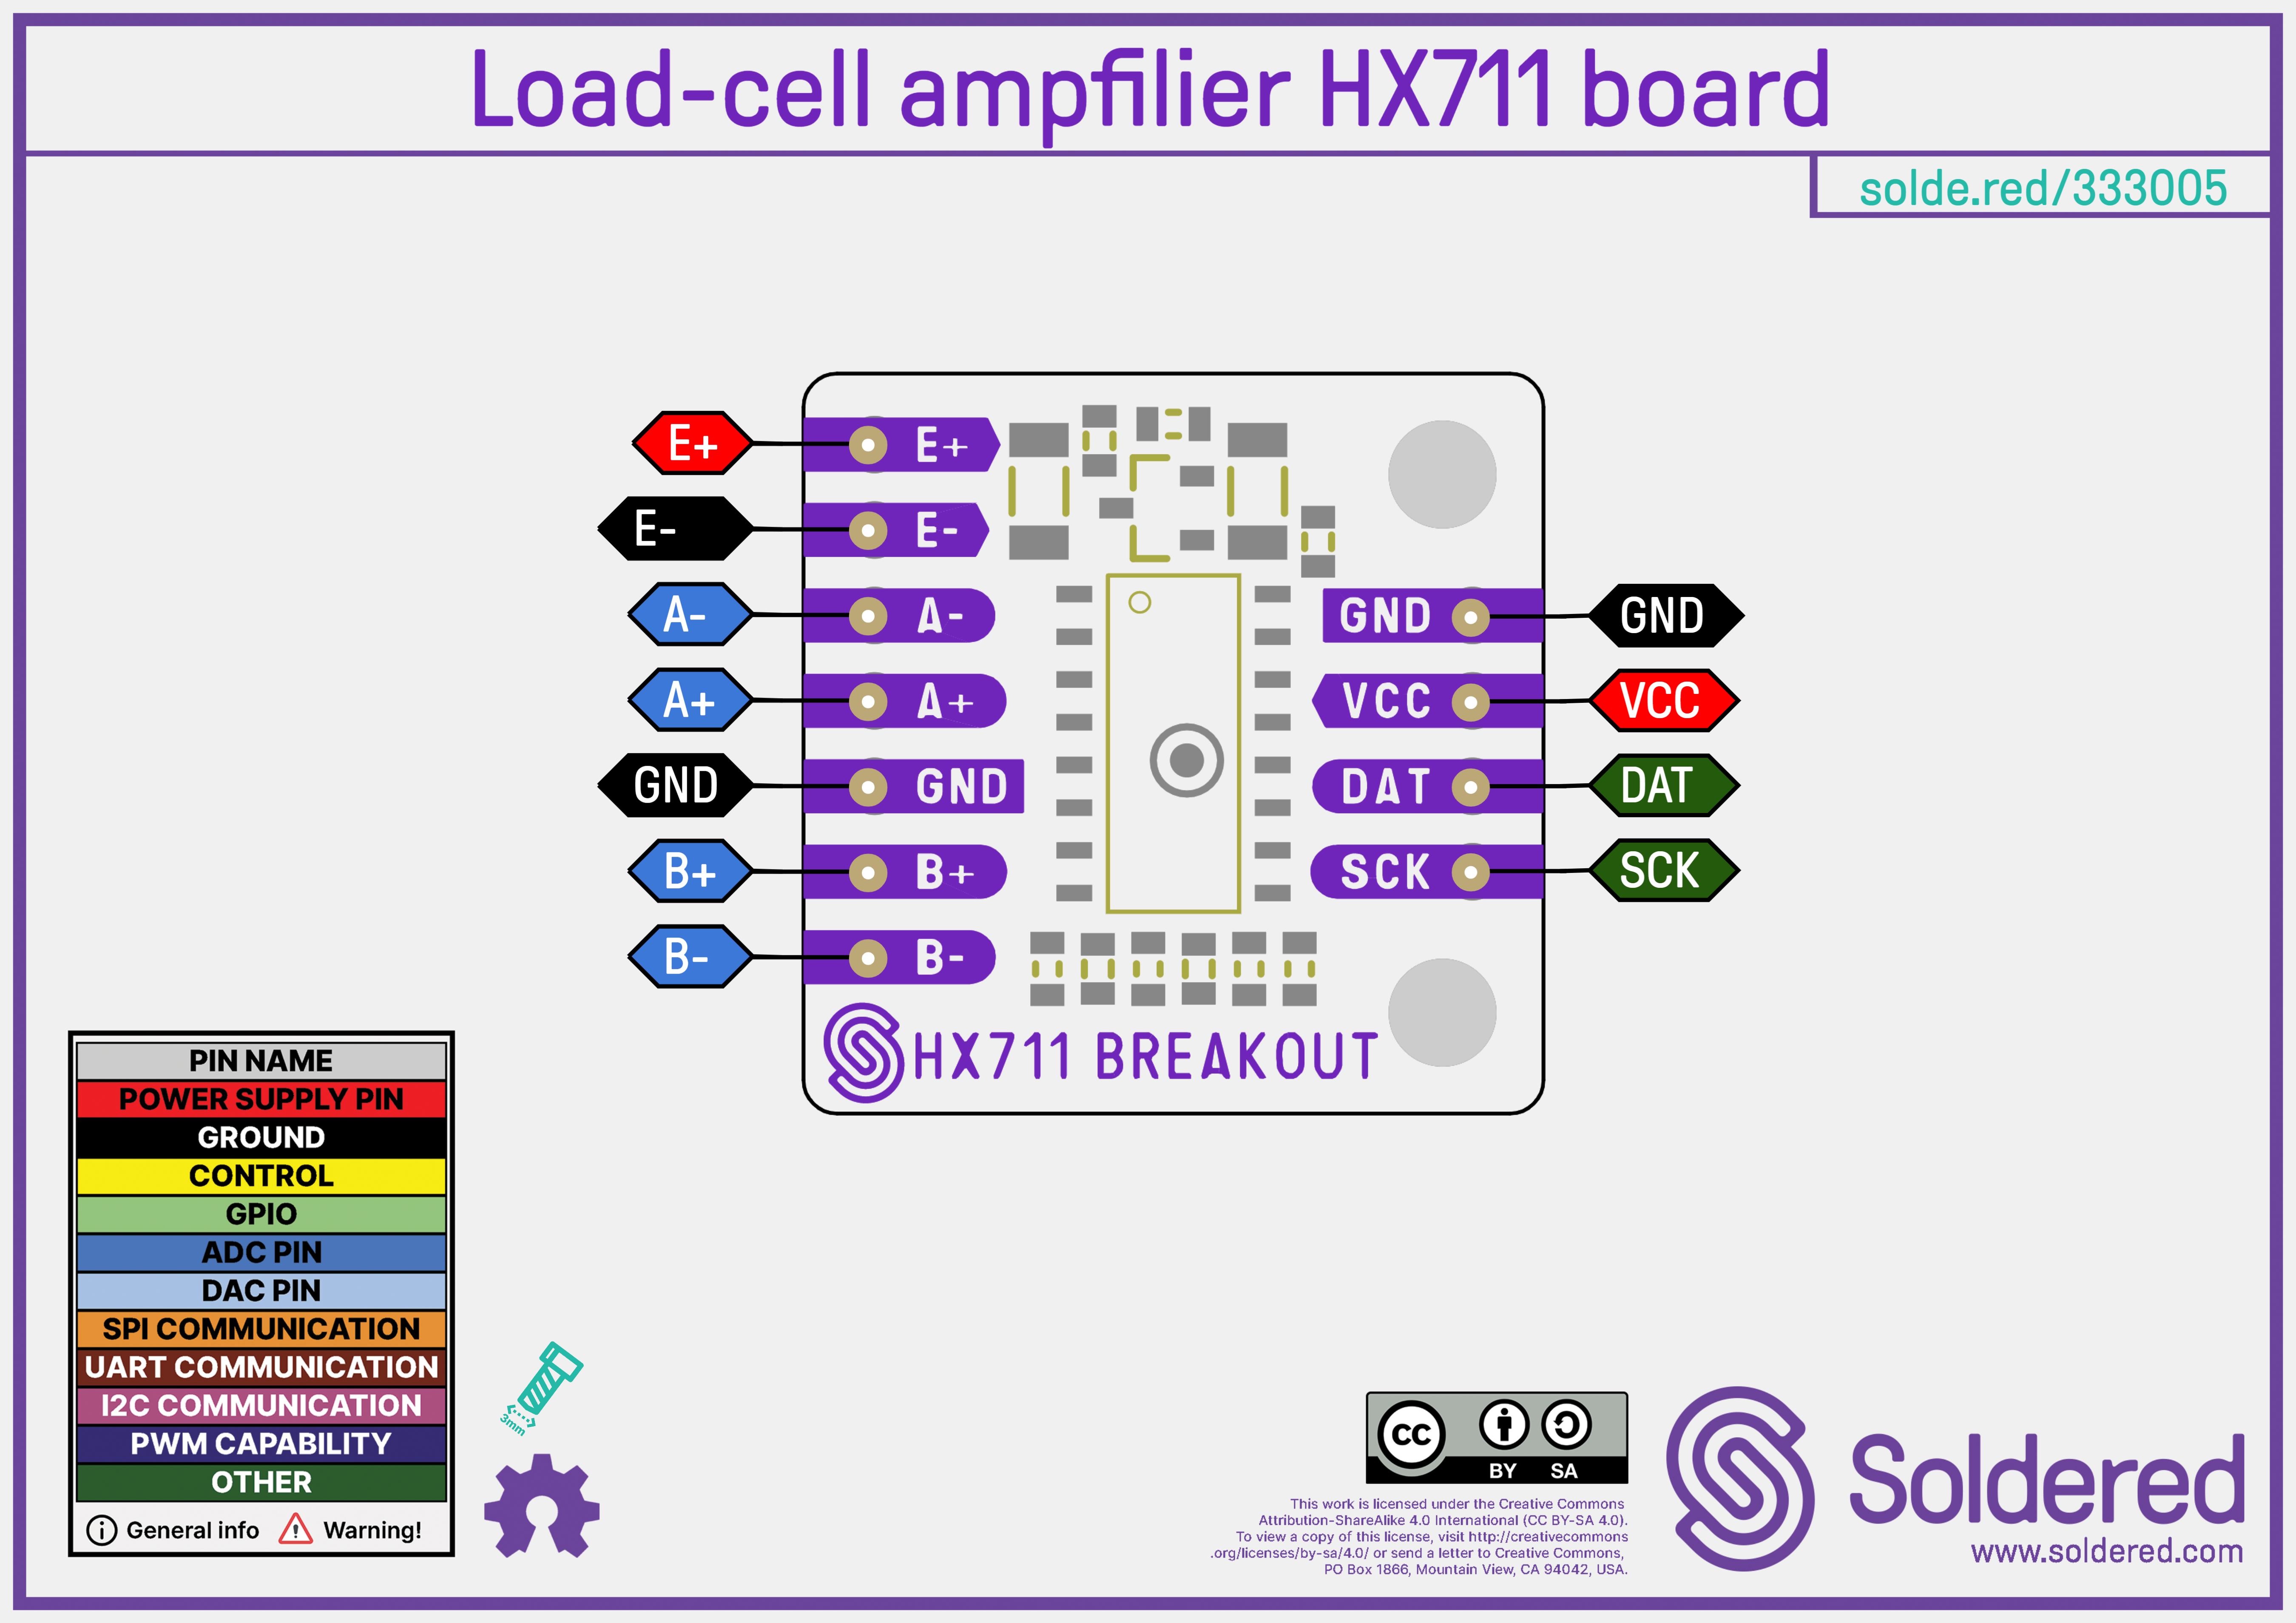 Load-cell ampfilier HX711 board
solde.red/333005
E+
E-
A-
A+
GND
B+
B-
E+
E-
A-
A+
GND
B+
B-
GND
VCC
DAT
SCK
GND
VCC
DAT
SCK
HX711 BREAKOUT
PIN NAME
POWER SUPPLY PIN
GROUND
CONTROL
GPIO
ADC PIN
DAC PIN
SPI COMMUNICATION
UART COMMUNICATION
I2C COMMUNICATION
PWM CAPABILITY
OTHER
General info
Warning!
3mm
CC
BY SA
This work is licensed under the Creative Commons
Attribution-ShareAlike 4.0 International (CC BY-SA 4.0).
To view a copy of this license, visit http://creativecommons
.org/licenses/by-sa/4.0/ or send a letter to Creative Commons,
PO Box 1866, Mountain View, CA 94042, USA.
Soldered
www.soldered.com